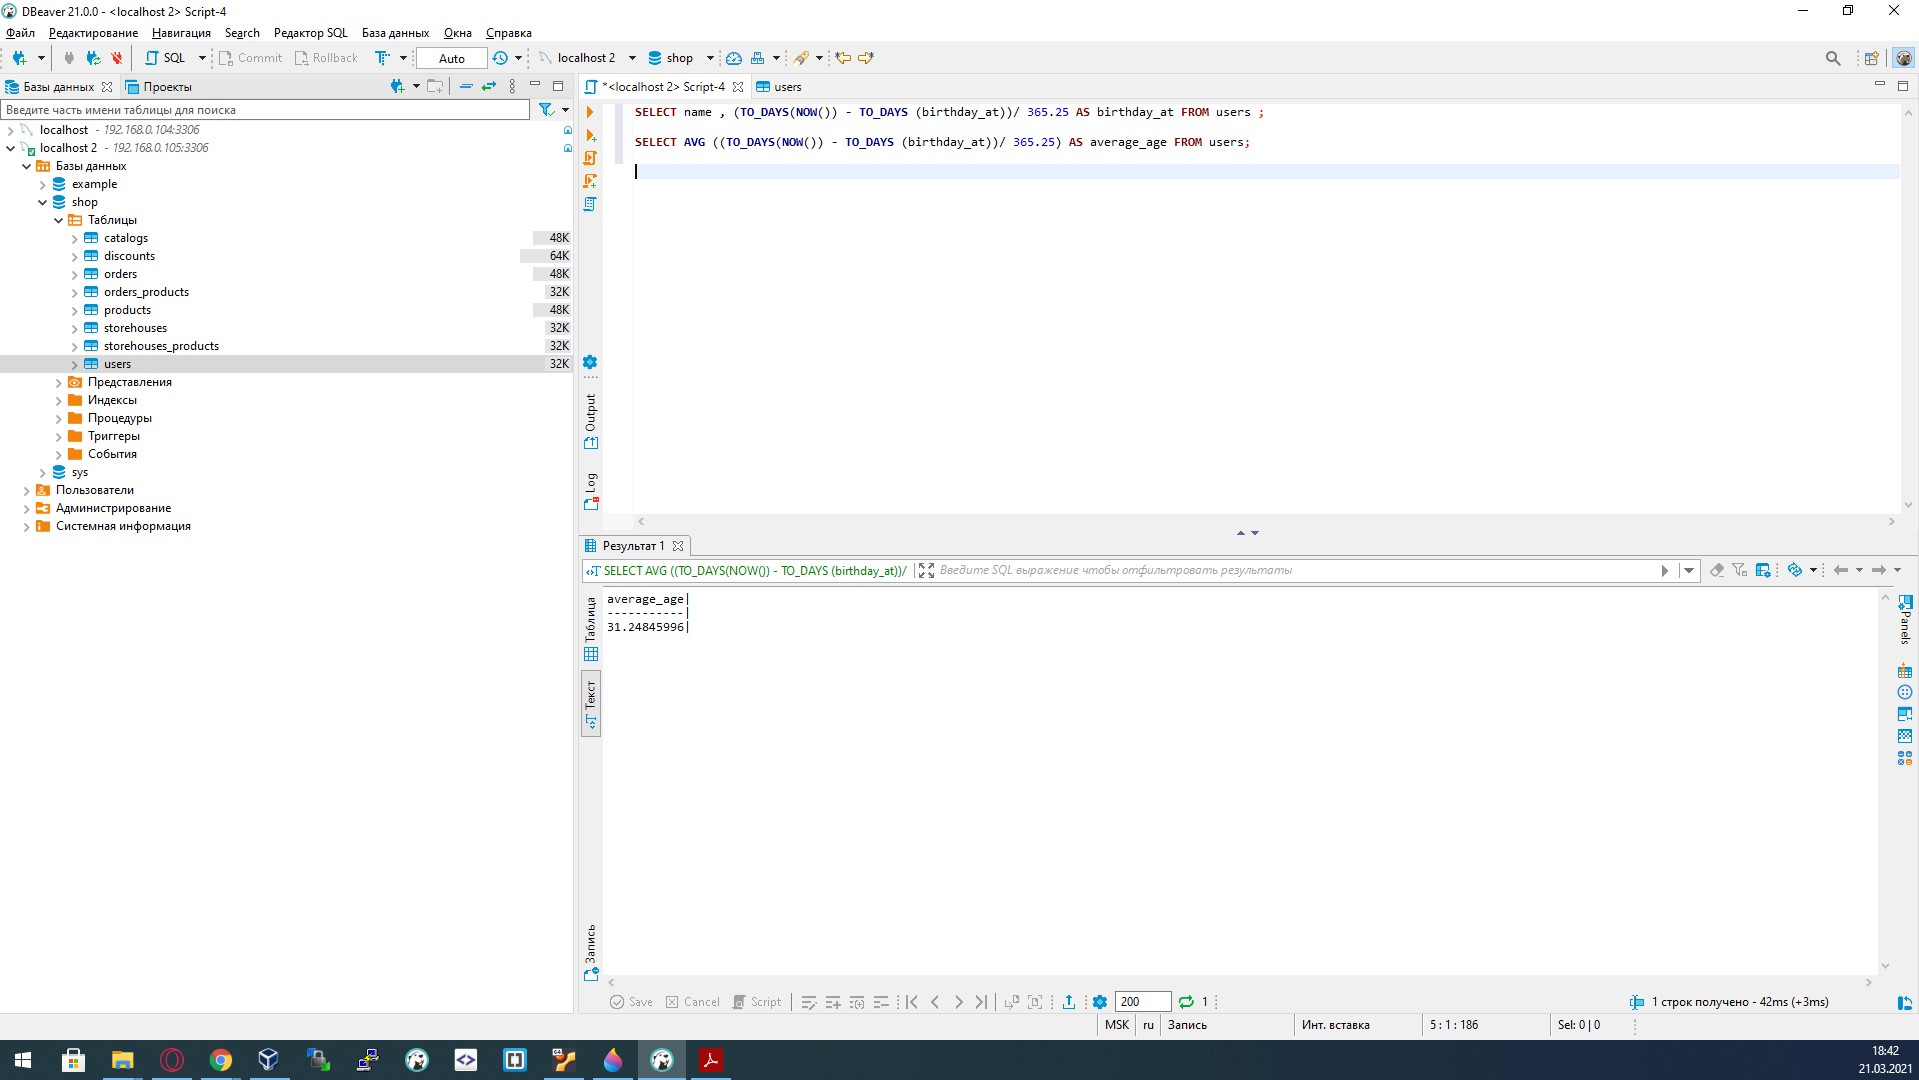 DBeaver 21.0.0 - <localhost 2> Script-4
Файл Редактирование Навигация Search Редактор SQL База данных Окна Справка
SQL Commit Rollback Auto localhost 2 shop
Базы данных Проекты
Введите часть имени таблицы для поиска
localhost - 192.168.0.104:3306
localhost 2 - 192.168.0.105:3306
Базы данных
example
shop
Таблицы
catalogs 48K
discounts 64K
orders 48K
orders_products 32K
products 48K
storehouses 32K
storehouses_products 32K
users 32K
Представления
Индексы
Процедуры
Триггеры
События
sys
Пользователи
Администрирование
Системная информация
*<localhost 2> Script-4 users
SELECT name , (TO_DAYS(NOW()) - TO_DAYS (birthday_at))/ 365.25 AS birthday_at FROM users ;
SELECT AVG ((TO_DAYS(NOW()) - TO_DAYS (birthday_at))/ 365.25) AS average_age FROM users;
Output
Log
Результат 1
SELECT AVG ((TO_DAYS(NOW()) - TO_DAYS (birthday_at))/ Введите SQL выражение чтобы отфильтровать результаты
Таблица
Текст
Запись
average_age|
-----------|
31.24845996|
Panels
Save Cancel Script 200 1 1 строк получено - 42ms (+3ms)
MSK ru Запись Инт. вставка 5 : 1 : 186 Sel: 0 | 0
18:42
21.03.2021